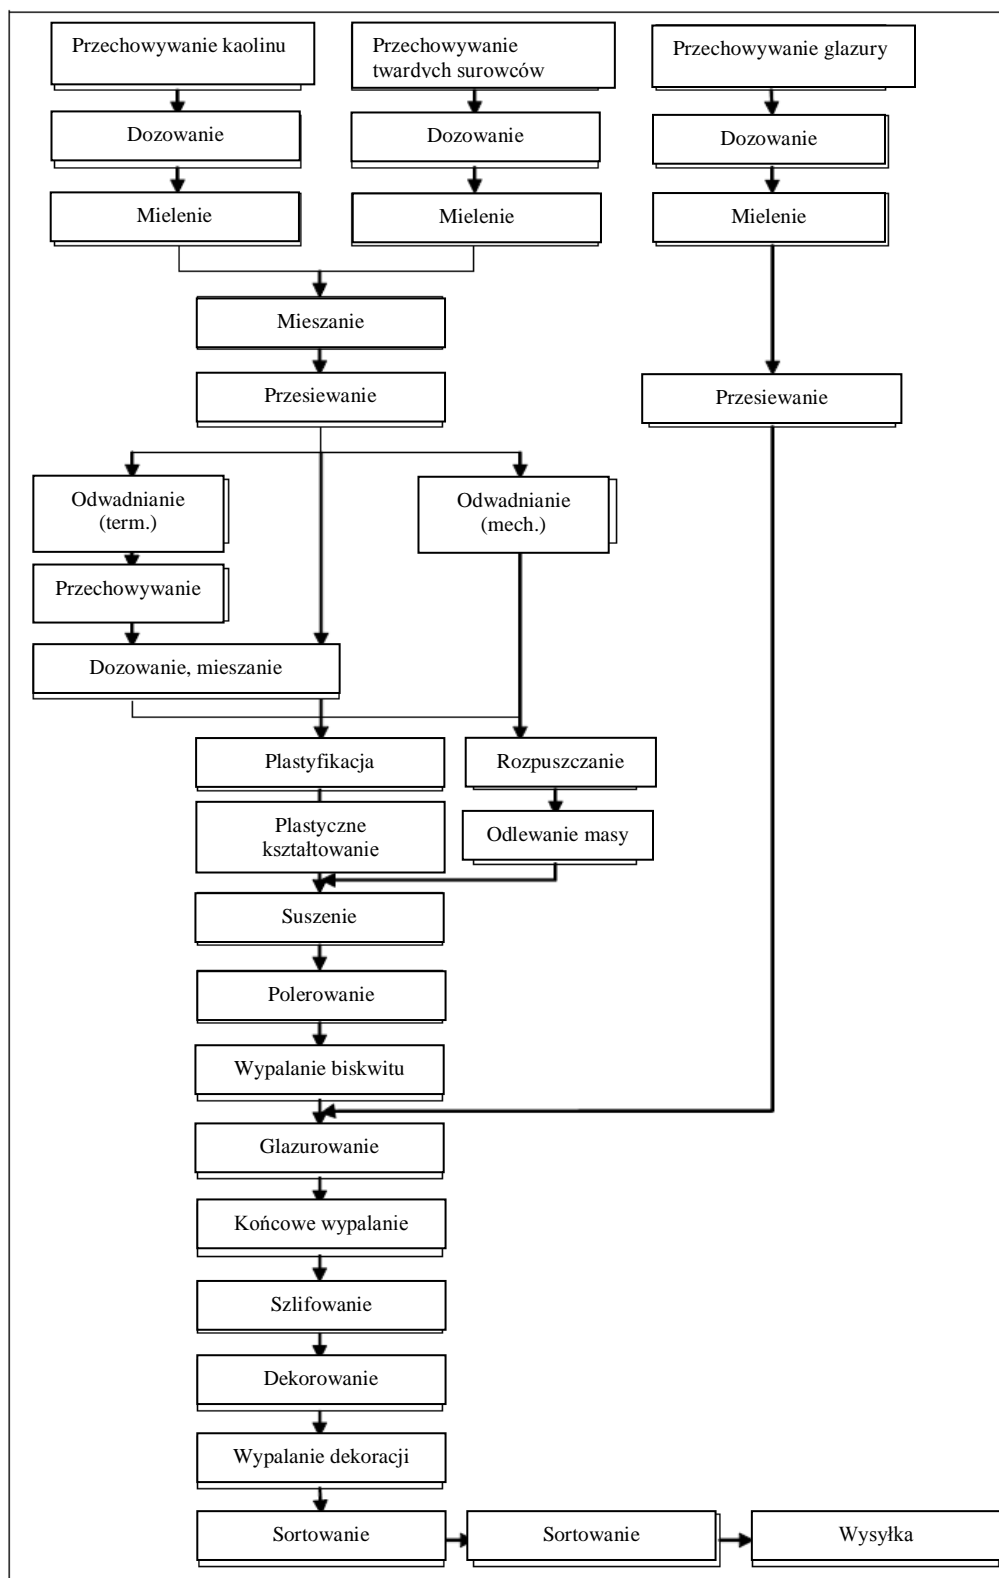 Przechowywanie kaolinu
Przechowywanie
twardych surowców
Przechowywanie glazury
Dozowanie
Dozowanie
Dozowanie
Mielenie
Mielenie
Mielenie
Mieszanie
Przesiewanie
Przesiewanie
Odwadnianie
(term.)
Odwadnianie
(mech.)
Przechowywanie
Dozowanie, mieszanie
Plastyfikacja
Rozpuszczanie
Plastyczne
kształtowanie
Odlewanie masy
Suszenie
Polerowanie
Wypalanie biskwitu
Glazurowanie
Końcowe wypalanie
Szlifowanie
Dekorowanie
Wypalanie dekoracji
Sortowanie
Sortowanie
Wysyłka